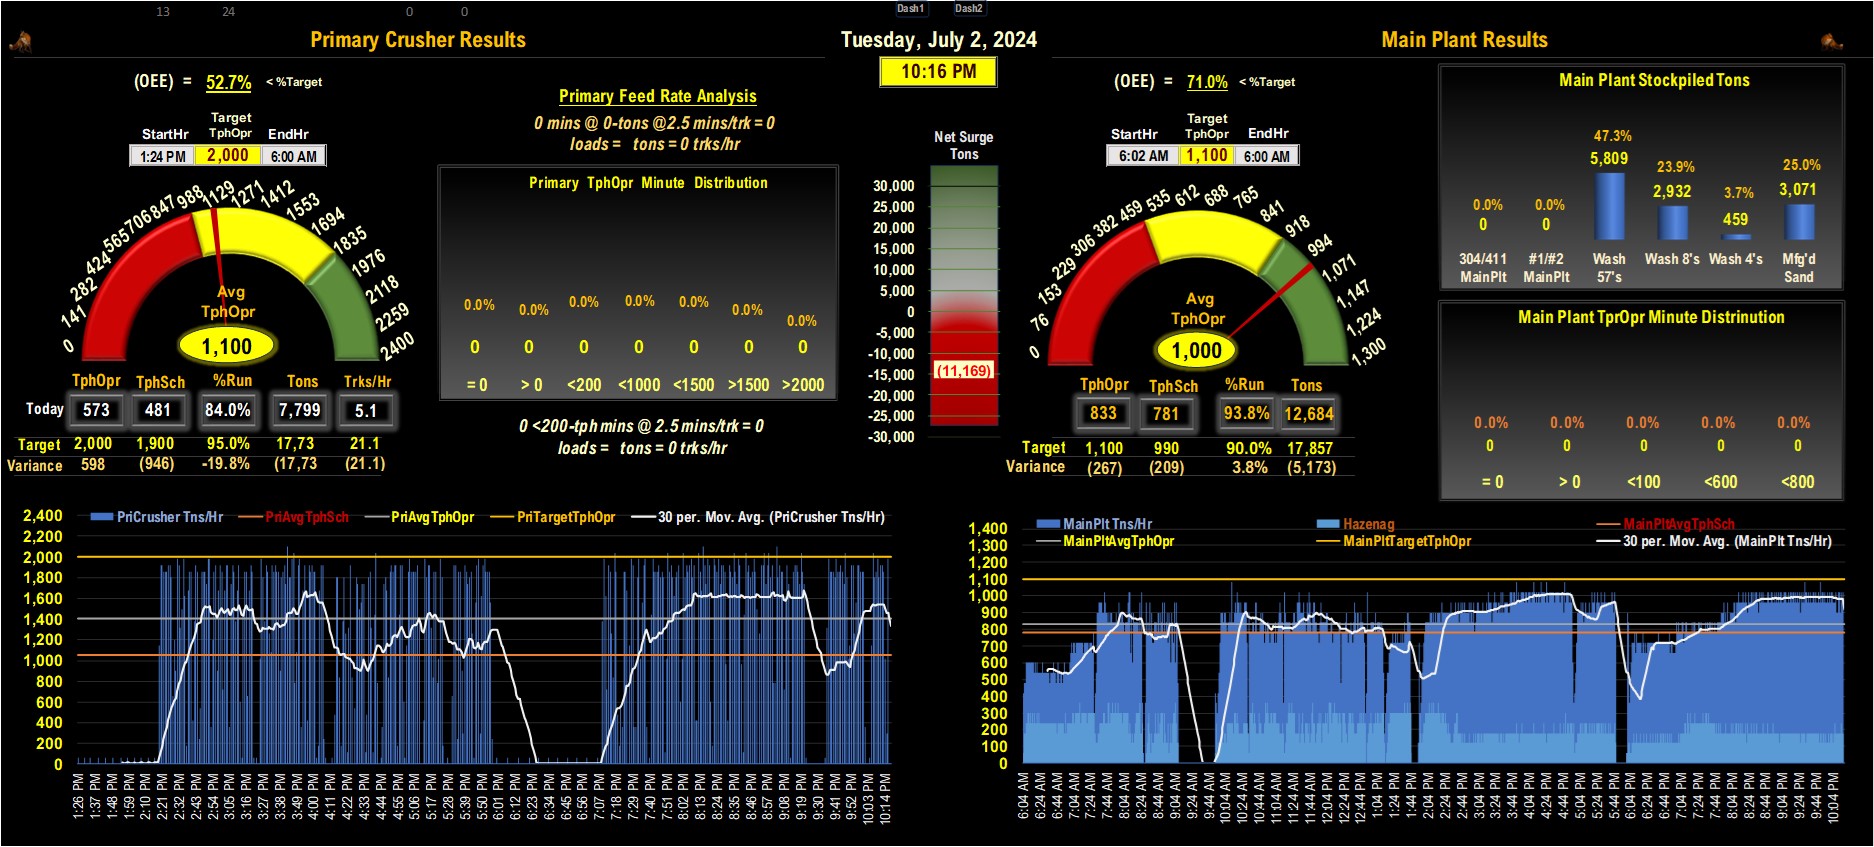 13 24 0 0 Dash1 Dash2
Primary Crusher Results
Tuesday, July 2, 2024
Main Plant Results
10:16 PM
(OEE) = 52.7% < %Target
Target
StartHr TphOpr EndHr
1:24 PM 2,000 6:00 AM
0 141 282 424 565 706 847 988 1129 1271 1412 1553 1694 1835 1976 2118 2259 2400
Avg
TphOpr
1,100
TphOpr TphSch %Run Tons Trks/Hr
Today 573 481 84.0% 7,799 5.1
Target 2,000 1,900 95.0% 17,73 21.1
Variance 598 (946) -19.8% (17,73 (21.1)
Primary Feed Rate Analysis
0 mins @ 0-tons @2.5 mins/trk = 0
loads = tons = 0 trks/hr
Primary TphOpr Minute Distribution
0.0% 0.0% 0.0% 0.0% 0.0% 0.0% 0.0%
0 0 0 0 0 0 0
= 0 > 0 <200 <1000 <1500 >1500 >2000
0 <200-tph mins @ 2.5 mins/trk = 0
loads = tons = 0 trks/hr
Net Surge
Tons
30,000
25,000
20,000
15,000
10,000
5,000
0
-5,000
-10,000
(11,169)
-15,000
-20,000
-25,000
-30,000
(OEE) = 71.0% < %Target
Target
StartHr TphOpr EndHr
6:02 AM 1,100 6:00 AM
0 76 153 229 306 382 459 535 612 688 765 841 918 994 1,071 1,147 1,224 1,300
Avg
TphOpr
1,000
TphOpr TphSch %Run Tons
833 781 93.8% 12,684
Target 1,100 990 90.0% 17,857
Variance (267) (209) 3.8% (5,173)
Main Plant Stockpiled Tons
0.0% 0.0% 47.3% 23.9% 3.7% 25.0%
0 0 5,809 2,932 459 3,071
304/411 #1/#2 Wash Wash 8's Wash 4's Mfg'd
MainPlt MainPlt 57's Sand
Main Plant TprOpr Minute Distrinution
0.0% 0.0% 0.0% 0.0% 0.0%
0 0 0 0 0
= 0 > 0 <100 <600 <800
PriCrusher Tns/Hr PriAvgTphSch PriAvgTphOpr PriTargetTphOpr 30 per. Mov. Avg. (PriCrusher Tns/Hr)
2,400
2,200
2,000
1,800
1,600
1,400
1,200
1,000
800
600
400
200
0
1:26 PM 1:37 PM 1:48 PM 1:59 PM 2:10 PM 2:21 PM 2:32 PM 2:43 PM 2:54 PM 3:05 PM 3:16 PM 3:27 PM 3:38 PM 3:49 PM 4:00 PM 4:11 PM 4:22 PM 4:33 PM 4:44 PM 4:55 PM 5:06 PM 5:17 PM 5:28 PM 5:39 PM 5:50 PM 6:01 PM 6:12 PM 6:23 PM 6:34 PM 6:45 PM 6:56 PM 7:07 PM 7:18 PM 7:29 PM 7:40 PM 7:51 PM 8:02 PM 8:13 PM 8:24 PM 8:35 PM 8:46 PM 8:57 PM 9:08 PM 9:19 PM 9:30 PM 9:41 PM 9:52 PM 10:03 PM 10:14 PM
MainPlt Tns/Hr Hazenag MainPltAvgTphSch
MainPltAvgTphOpr MainPltTargetTphOpr 30 per. Mov. Avg. (MainPlt Tns/Hr)
1,400
1,300
1,200
1,100
1,000
900
800
700
600
500
400
300
200
100
0
6:04 AM 6:24 AM 6:44 AM 7:04 AM 7:24 AM 7:44 AM 8:04 AM 8:24 AM 8:44 AM 9:04 AM 9:24 AM 9:44 AM 10:04 AM 10:24 AM 10:44 AM 11:04 AM 11:24 AM 11:44 AM 12:04 PM 12:24 PM 12:44 PM 1:04 PM 1:24 PM 1:44 PM 2:04 PM 2:24 PM 2:44 PM 3:04 PM 3:24 PM 3:44 PM 4:04 PM 4:24 PM 4:44 PM 5:04 PM 5:24 PM 5:44 PM 6:04 PM 6:24 PM 6:44 PM 7:04 PM 7:24 PM 7:44 PM 8:04 PM 8:24 PM 8:44 PM 9:04 PM 9:24 PM 9:44 PM 10:04 PM